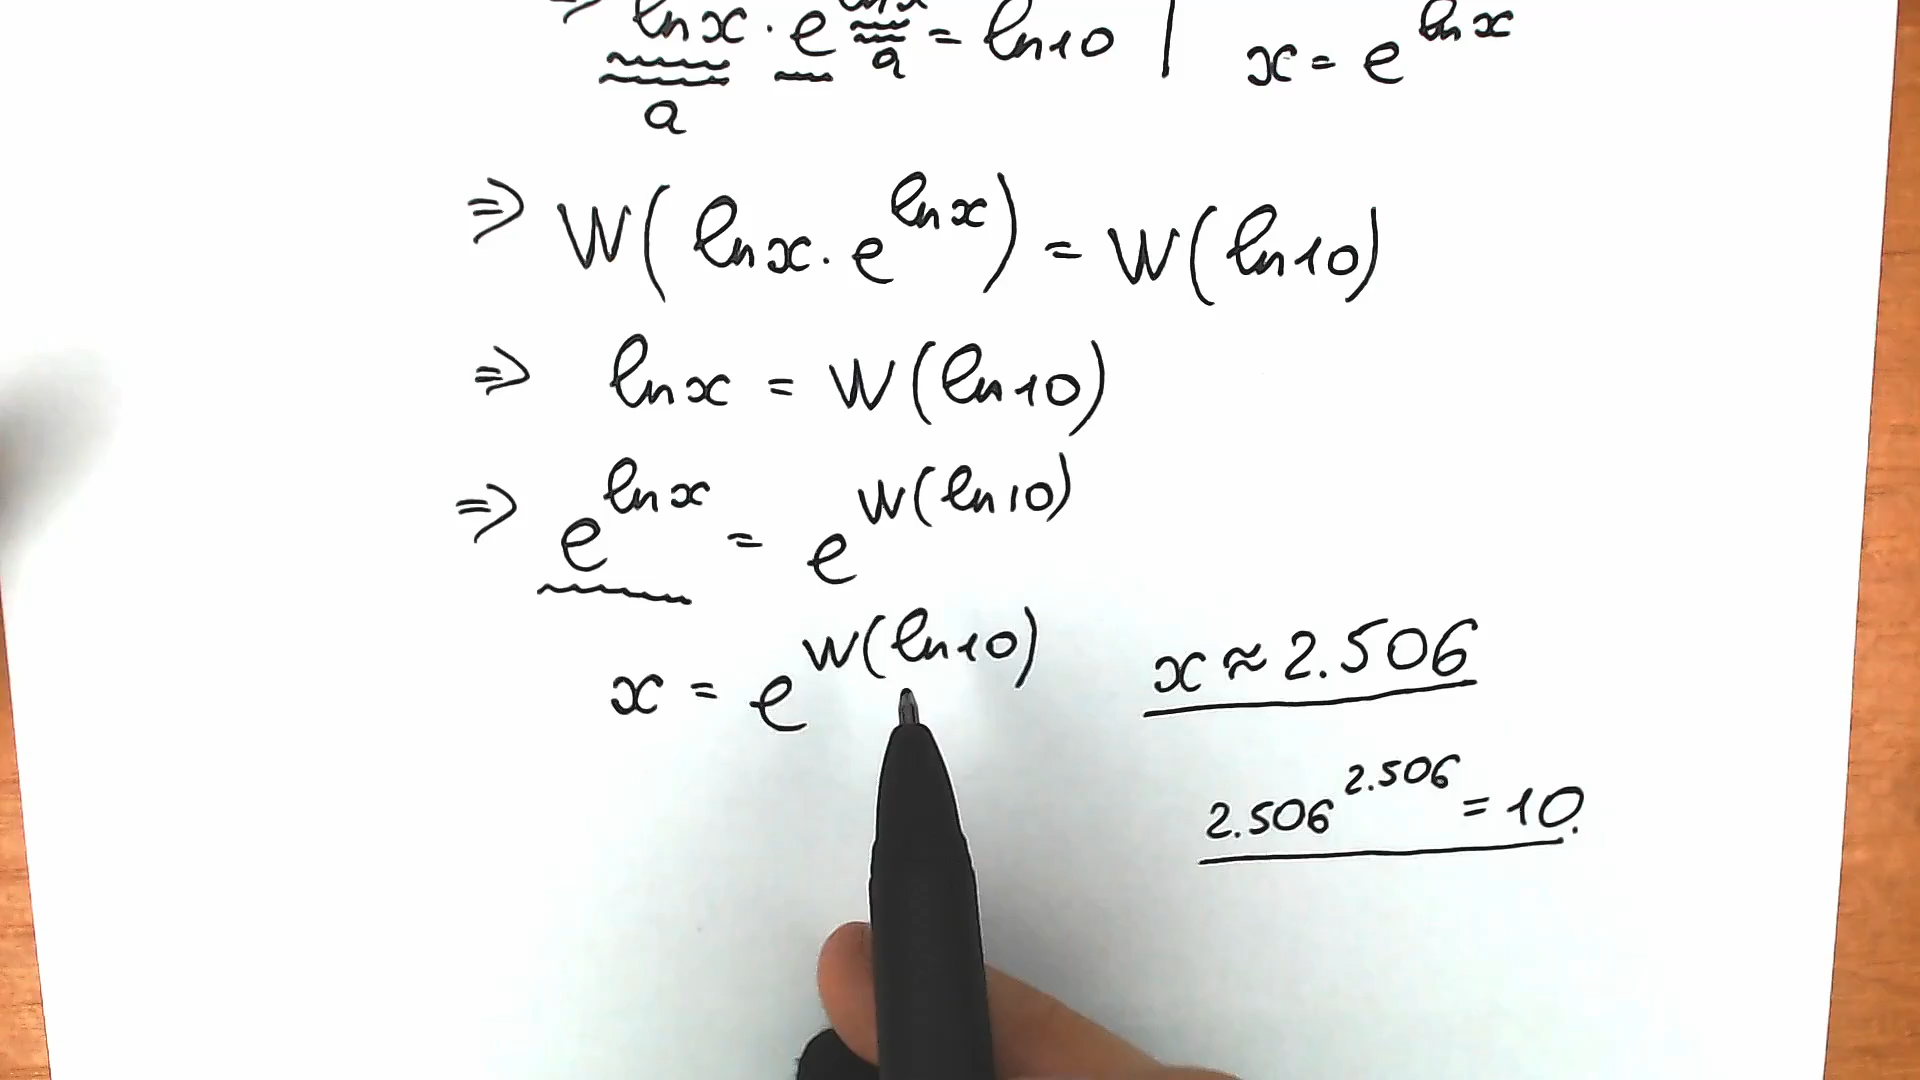 ⇒ ln x · e^{ln x} = ln 10 | x = e^{ln x}
a a
⇒ W(ln x · e^{ln x}) = W(ln 10)
⇒ ln x = W(ln 10)
⇒ e^{ln x} = e^{W(ln 10)}
x = e^{W(ln 10)} x ≈ 2.506
2.506^{2.506} = 10.